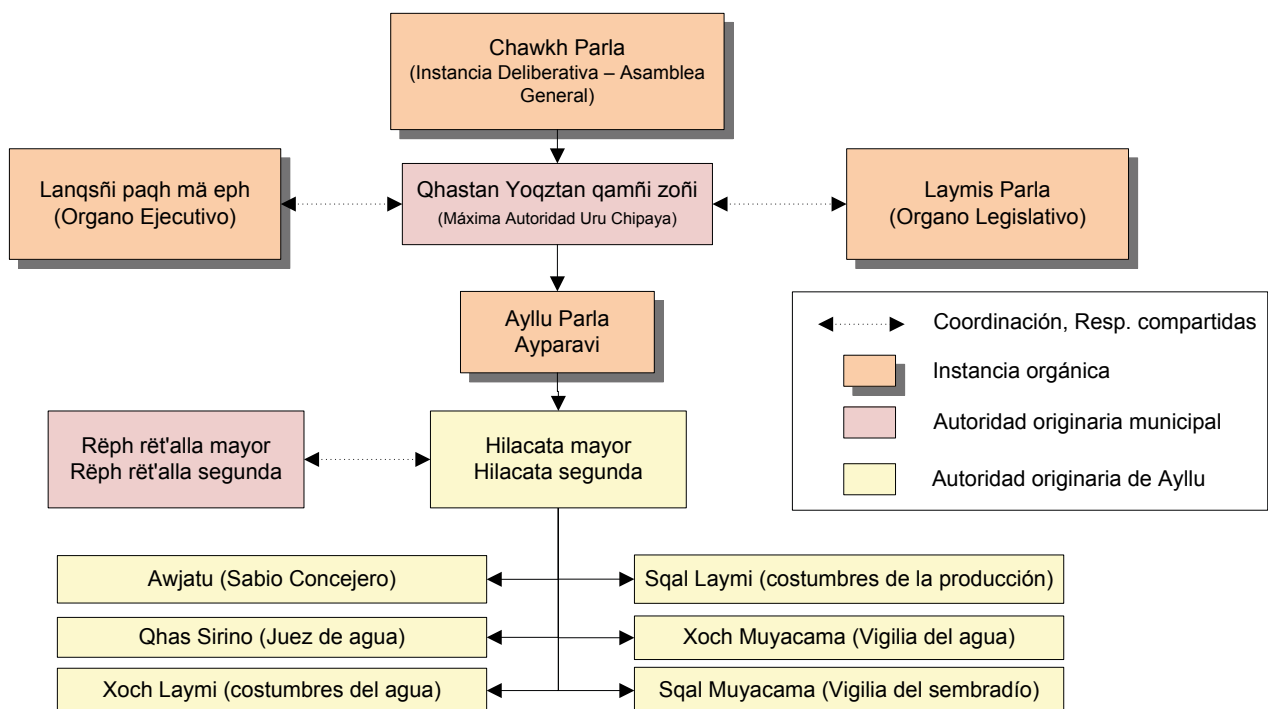 Chawkh Parla
(Instancia Deliberativa – Asamblea
General)
Lanqsñi paqh mä eph
(Organo Ejecutivo)
Qhastan Yoqztan qamñi zoñi
(Máxima Autoridad Uru Chipaya)
Laymis Parla
(Organo Legislativo)
Ayllu Parla
Ayparavi
Coordinación, Resp. compartidas
Instancia orgánica
Autoridad originaria municipal
Autoridad originaria de Ayllu
Rëph rët'alla mayor
Rëph rët'alla segunda
Hilacata mayor
Hilacata segunda
Awjatu (Sabio Concejero)
Sqal Laymi (costumbres de la producción)
Qhas Sirino (Juez de agua)
Xoch Muyacama (Vigilia del agua)
Xoch Laymi (costumbres del agua)
Sqal Muyacama (Vigilia del sembradío)